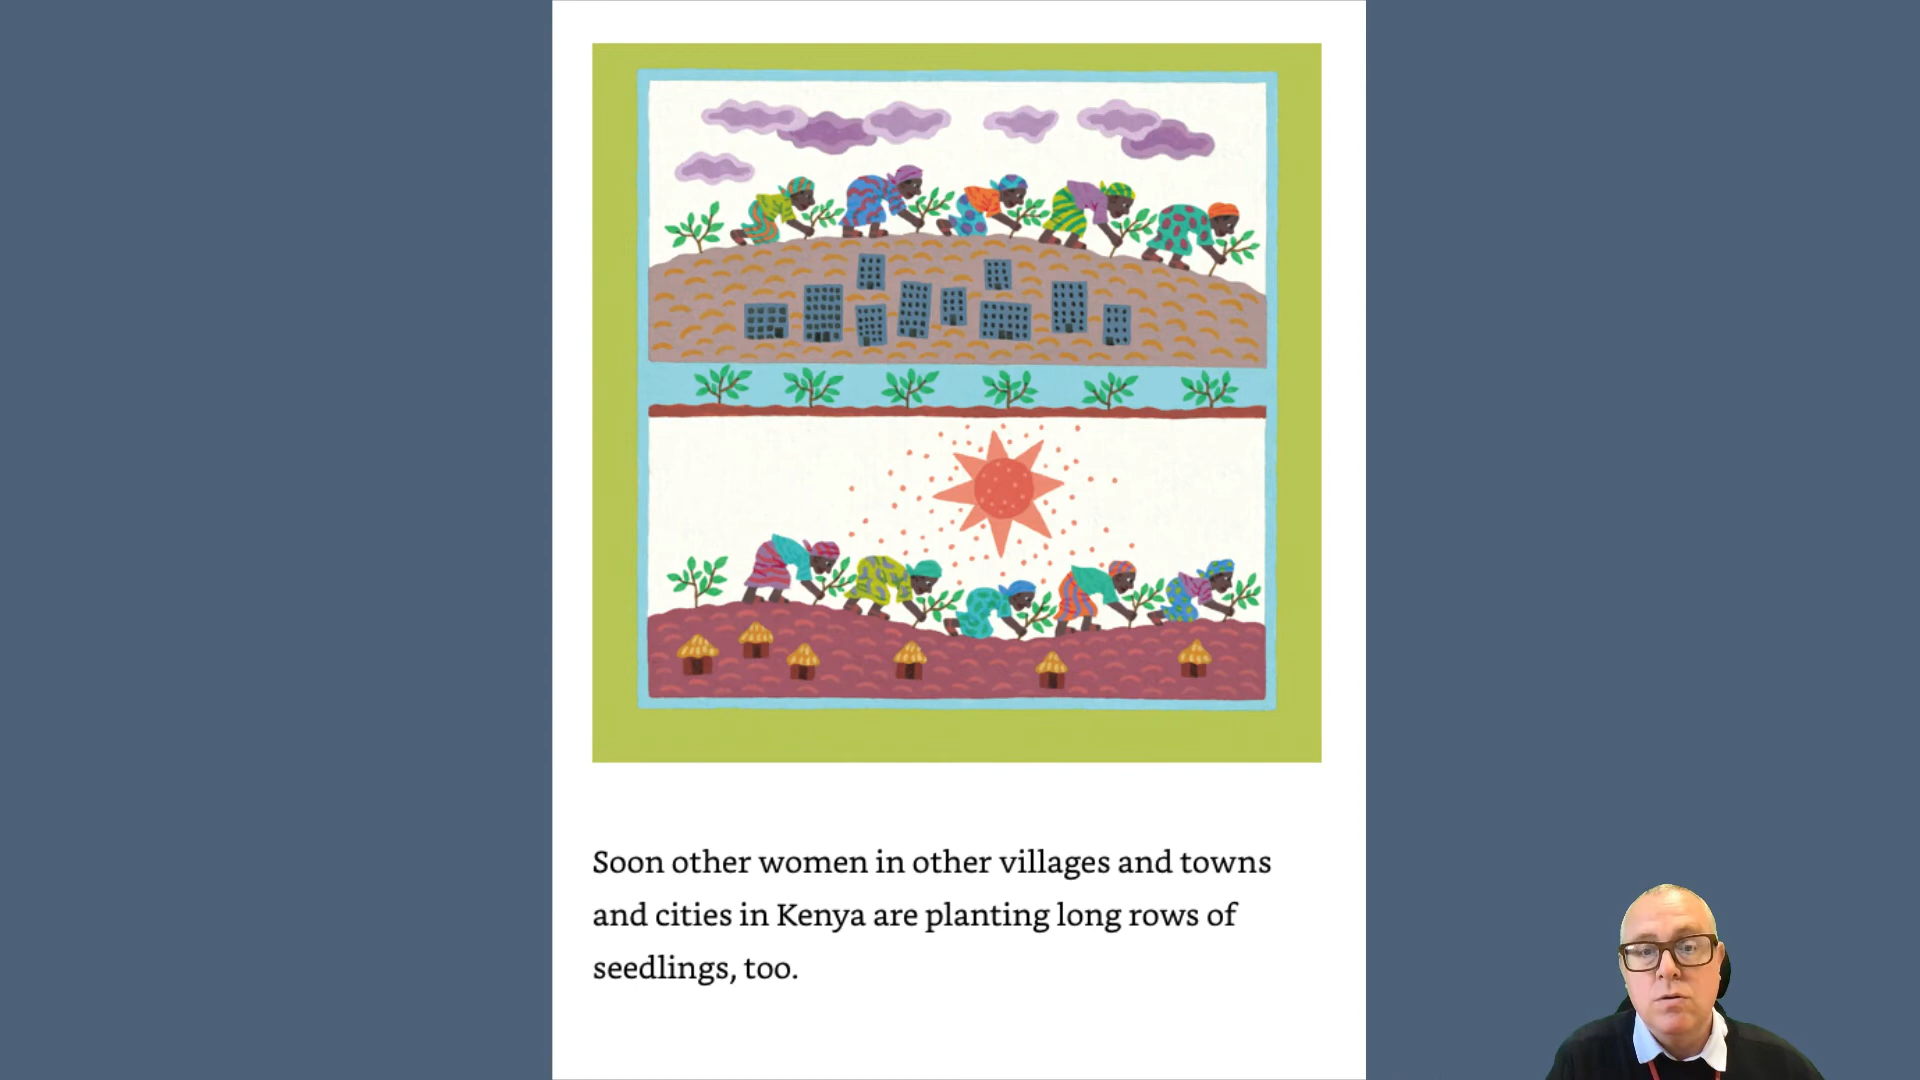 Soon other women in other villages and towns
and cities in Kenya are planting long rows of
seedlings, too.